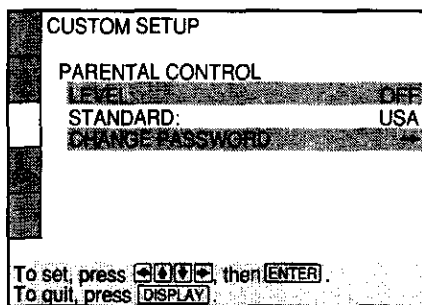 CUSTOM SETUP
PARENTAL CONTROL
LEVEL: OFF
STANDARD: USA
CHANGE PASSWORD →
To set, press ←↑↓→, then ENTER.
To quit, press DISPLAY.